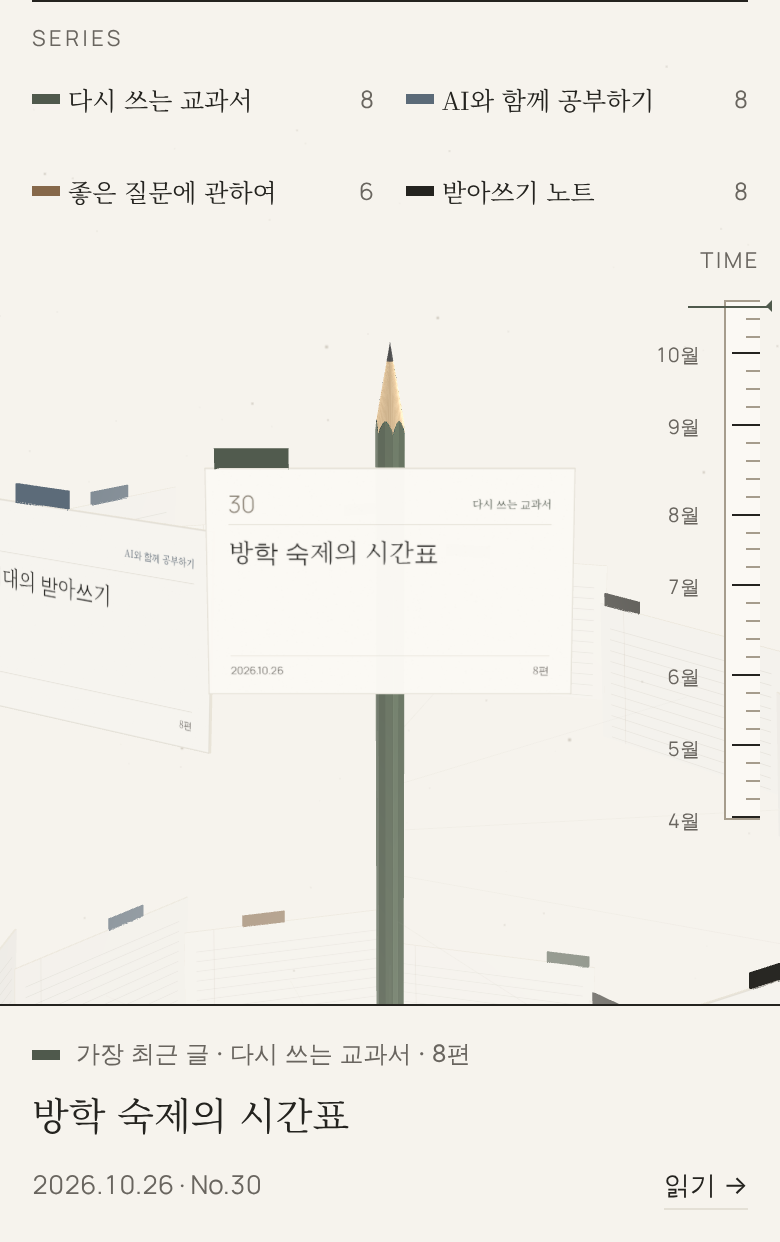 SERIES
다시 쓰는 교과서 8
AI와 함께 공부하기 8
좋은 질문에 관하여 6
받아쓰기 노트 8
TIME
10월
9월
8월
7월
6월
5월
4월
30 다시 쓰는 교과서
방학 숙제의 시간표
2026.10.26 8편
AI와 함께 공부하기
대의 받아쓰기
8편
가장 최근 글 · 다시 쓰는 교과서 · 8편
방학 숙제의 시간표
2026.10.26 · No.30
읽기 →